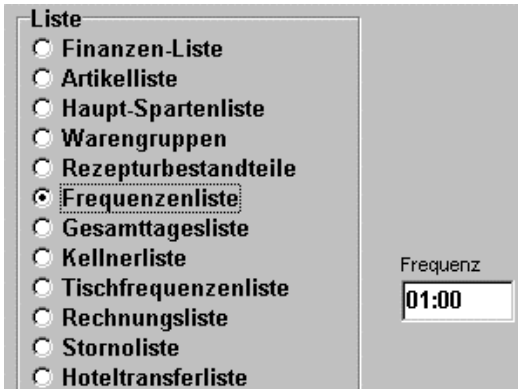 Liste
Finanzen-Liste
Artikelliste
Haupt-Spartenliste
Warengruppen
Rezepturbestandteile
Frequenzenliste
Gesamttagesliste
Kellnerliste
Tischfrequenzenliste
Rechnungsliste
Stornoliste
Hoteltransferliste
Frequenz
01:00